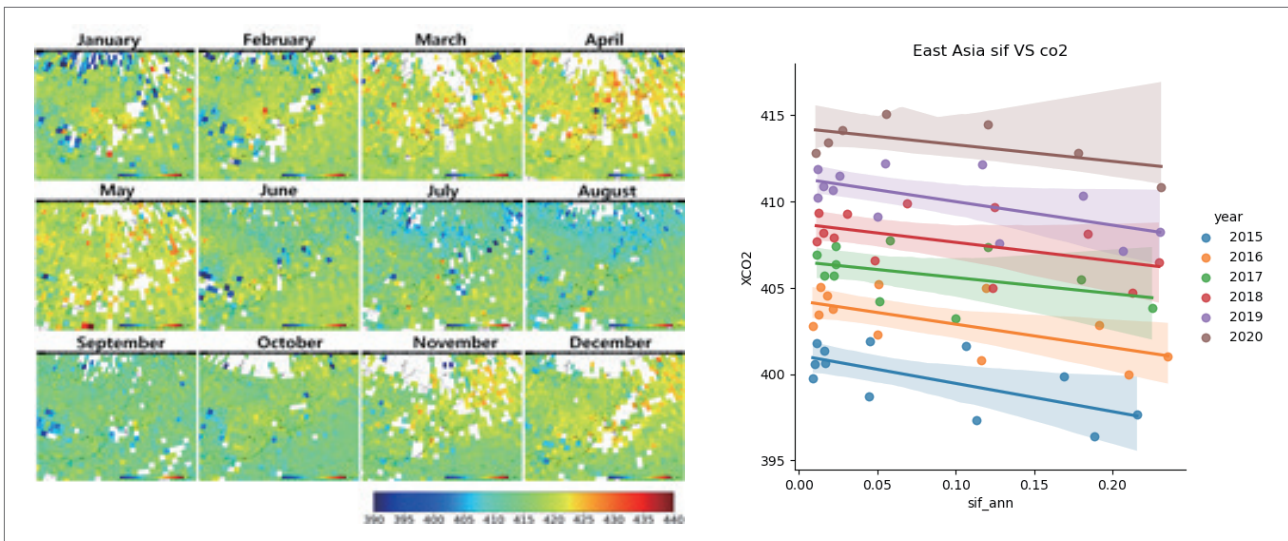 January February March April
May June July August
September October November December
390 395 400 405 410 415 420 425 430 435 440
East Asia sif VS co2
415
410
405
400
395
XCO2
0.00 0.05 0.10 0.15 0.20
sif_ann
year
2015
2016
2017
2018
2019
2020